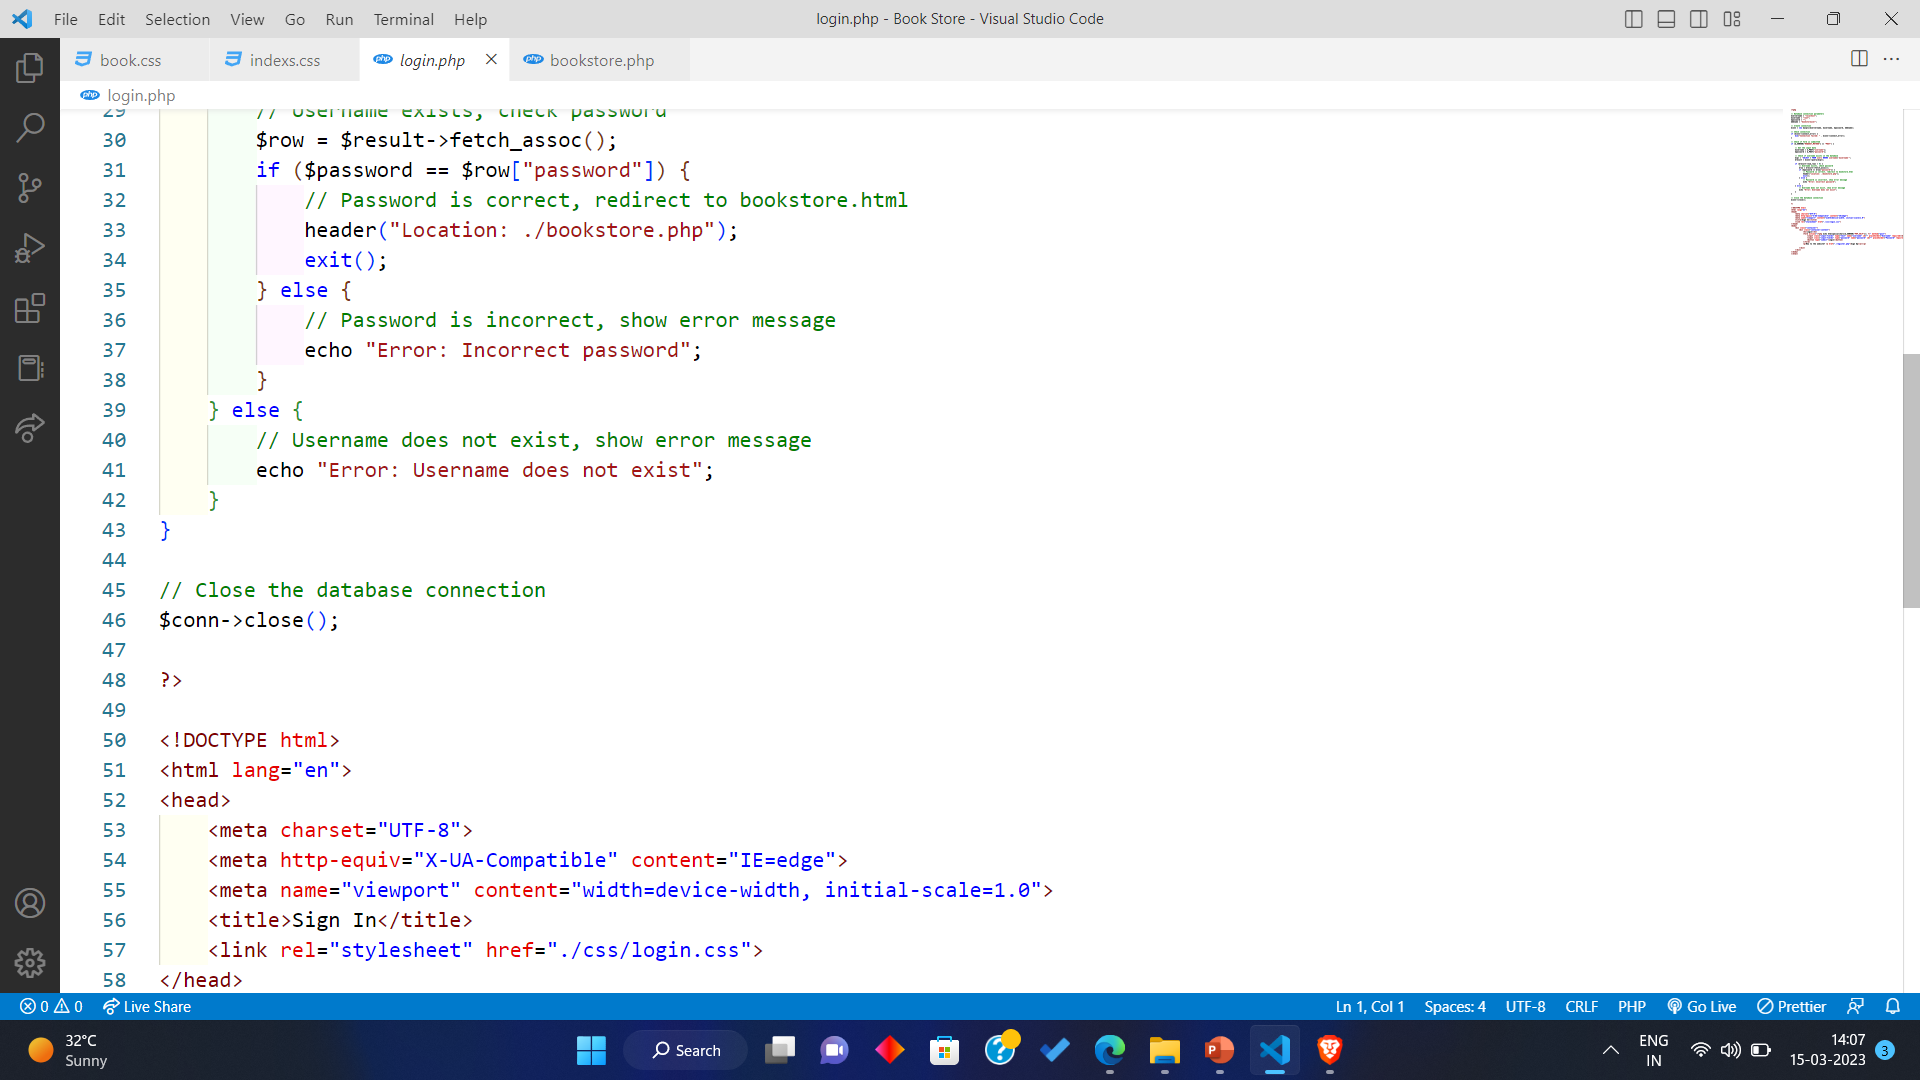 File Edit Selection View Go Run Terminal Help
login.php - Book Store - Visual Studio Code
book.css
indexs.css
login.php
bookstore.php
login.php
29 // Username exists, check password
30 $row = $result->fetch_assoc();
31 if ($password == $row["password"]) {
32 // Password is correct, redirect to bookstore.html
33 header("Location: ./bookstore.php");
34 exit();
35 } else {
36 // Password is incorrect, show error message
37 echo "Error: Incorrect password";
38 }
39 } else {
40 // Username does not exist, show error message
41 echo "Error: Username does not exist";
42 }
43 }
44
45 // Close the database connection
46 $conn->close();
47
48 ?>
49
50 <!DOCTYPE html>
51 <html lang="en">
52 <head>
53 <meta charset="UTF-8">
54 <meta http-equiv="X-UA-Compatible" content="IE=edge">
55 <meta name="viewport" content="width=device-width, initial-scale=1.0">
56 <title>Sign In</title>
57 <link rel="stylesheet" href="./css/login.css">
58 </head>
0 0 Live Share
Ln 1, Col 1 Spaces: 4 UTF-8 CRLF PHP Go Live Prettier
32°C
Sunny
Search
ENG
IN
14:07
15-03-2023
3